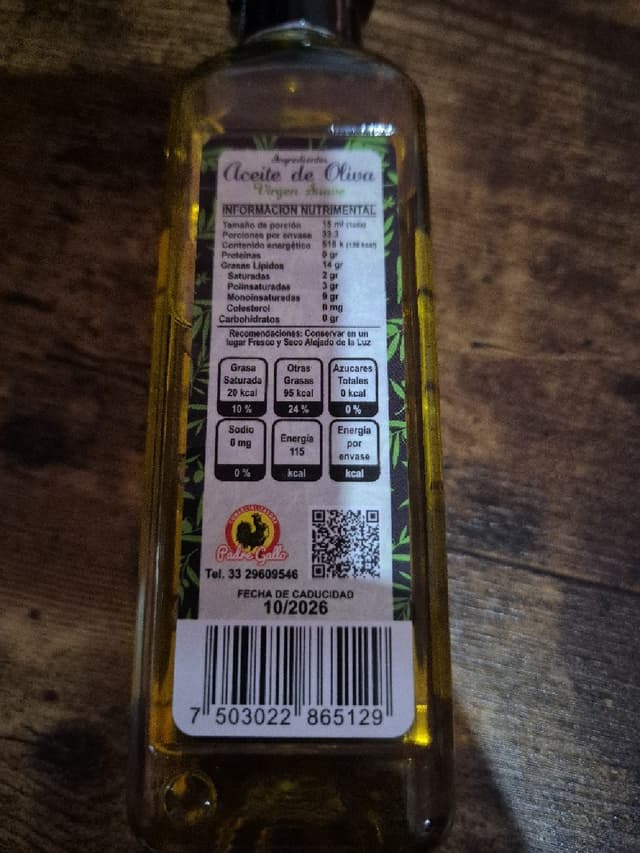 Ingredientes
Aceite de Oliva
Virgen Suave
INFORMACION NUTRIMENTAL
Tamaño de porción 15 ml
Porciones por envase 33.3
Contenido energético
Proteinas 0 gr
Grasas Lípidos 14 gr
Saturadas 2 gr
Poliinsaturadas 3 gr
Monoinsaturadas 9 gr
Colesterol 0 mg
Carbohidratos 0 gr
Recomendaciones: Conservar en un
lugar Fresco y Seco Alejado de la Luz
Grasa Saturada 20 kcal 10 %
Otras Grasas 95 kcal 24 %
Azucares Totales 0 kcal 0 %
Sodio 0 mg 0 %
Energía 115 kcal
Energía por envase kcal
COMERCIALIZADORA
Padre Gallo
Tel. 33 29609546
FECHA DE CADUCIDAD
10/2026
7 503022 865129